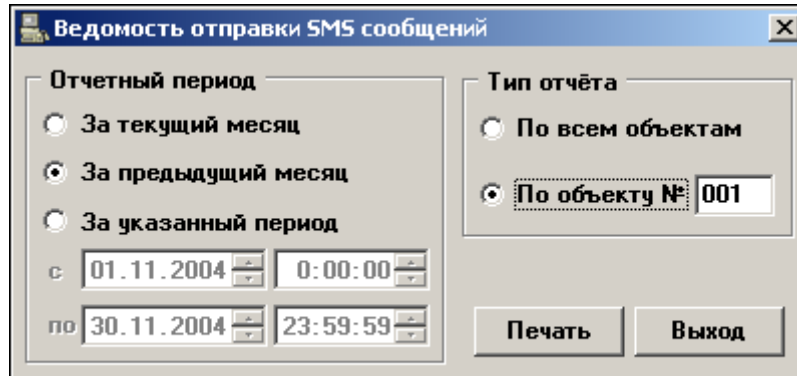 Ведомость отправки SMS сообщений
Отчетный период
За текущий месяц
За предыдущий месяц
За указанный период
с 01.11.2004 0:00:00
по 30.11.2004 23:59:59
Тип отчёта
По всем объектам
По объекту № 001
Печать Выход